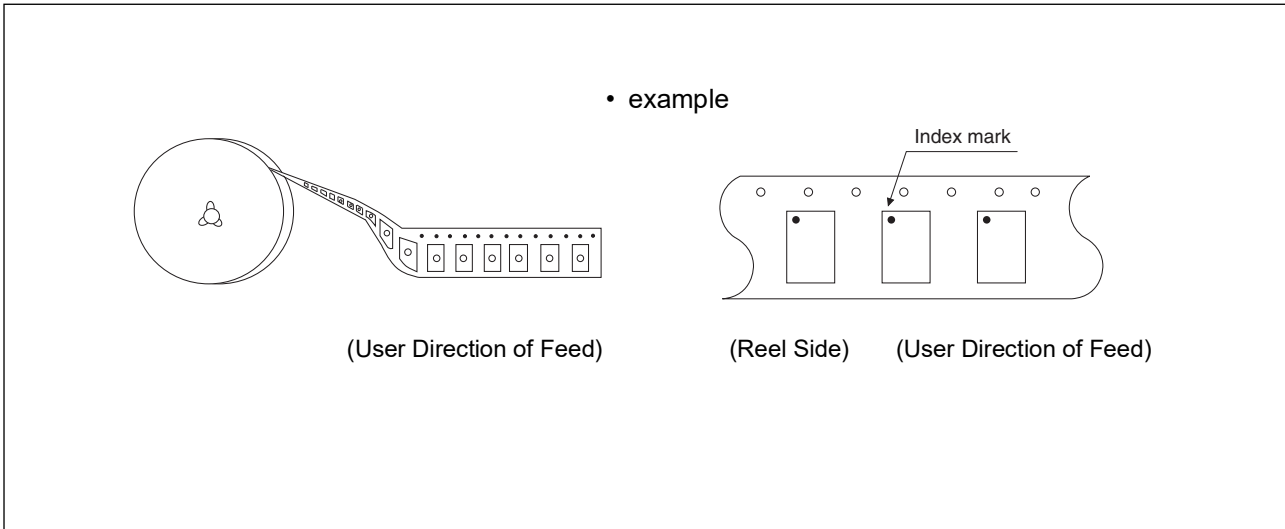 • example
Index mark
(User Direction of Feed)
(Reel Side)
(User Direction of Feed)